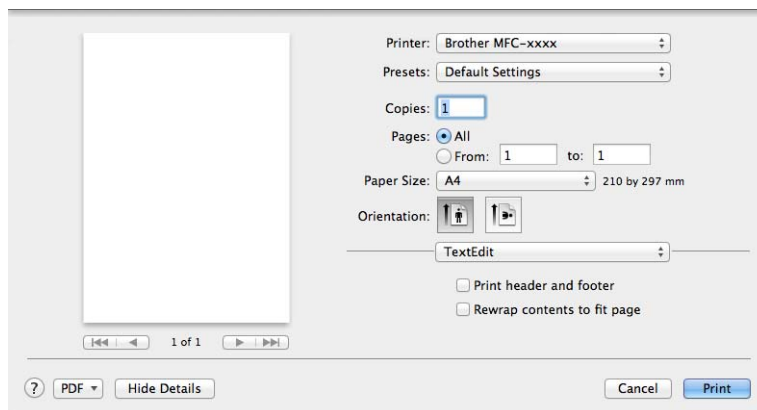 Printer: Brother MFC-xxxx
Presets: Default Settings
Copies: 1
Pages: All
From: 1 to: 1
Paper Size: A4 210 by 297 mm
Orientation:
TextEdit
Print header and footer
Rewrap contents to fit page
1 of 1
? PDF Hide Details Cancel Print